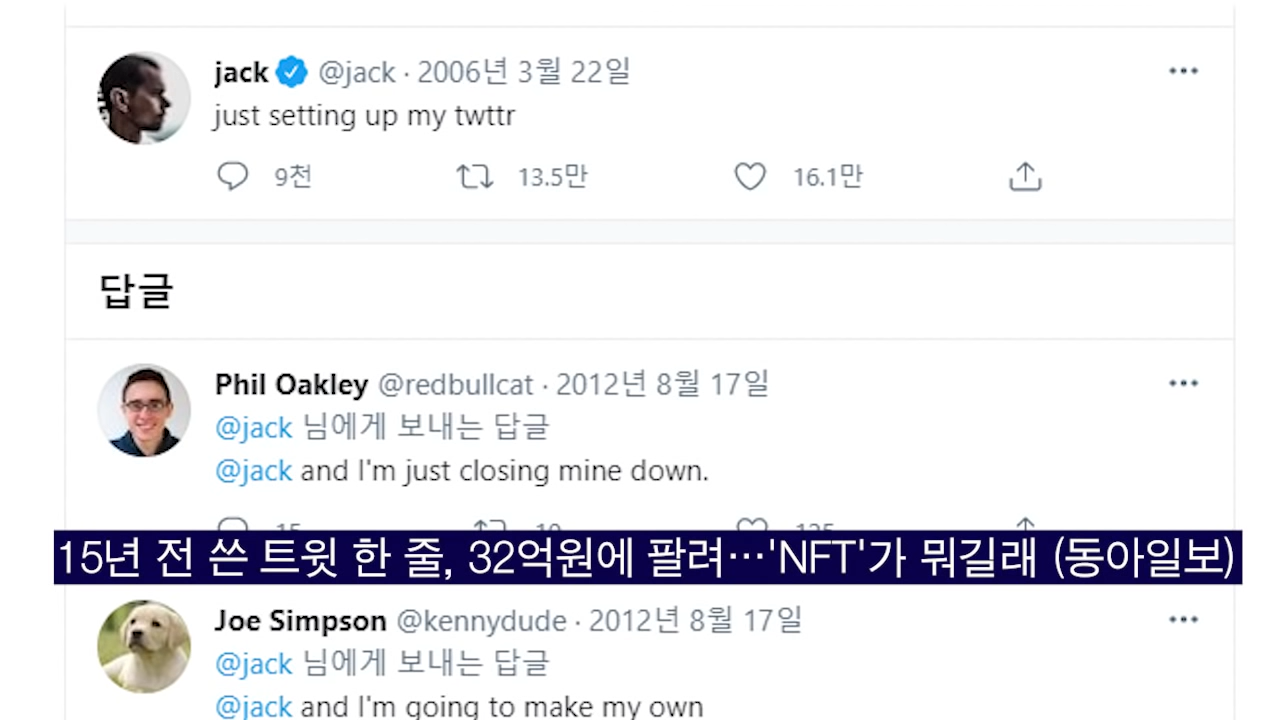 jack @jack · 2006년 3월 22일
just setting up my twttr
9천 13.5만 16.1만
답글
Phil Oakley @redbullcat · 2012년 8월 17일
@jack 님에게 보내는 답글
@jack and I'm just closing mine down.
15년 전 쓴 트윗 한 줄, 32억원에 팔려…'NFT'가 뭐길래 (동아일보)
Joe Simpson @kennydude · 2012년 8월 17일
@jack 님에게 보내는 답글
@jack and I'm going to make my own